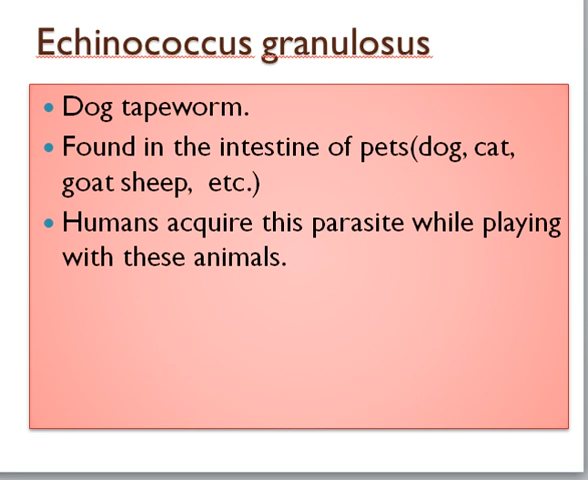 Echinococcus granulosus
• Dog tapeworm.
• Found in the intestine of pets(dog, cat,
goat sheep,  etc.)
• Humans acquire this parasite while playing
with these animals.